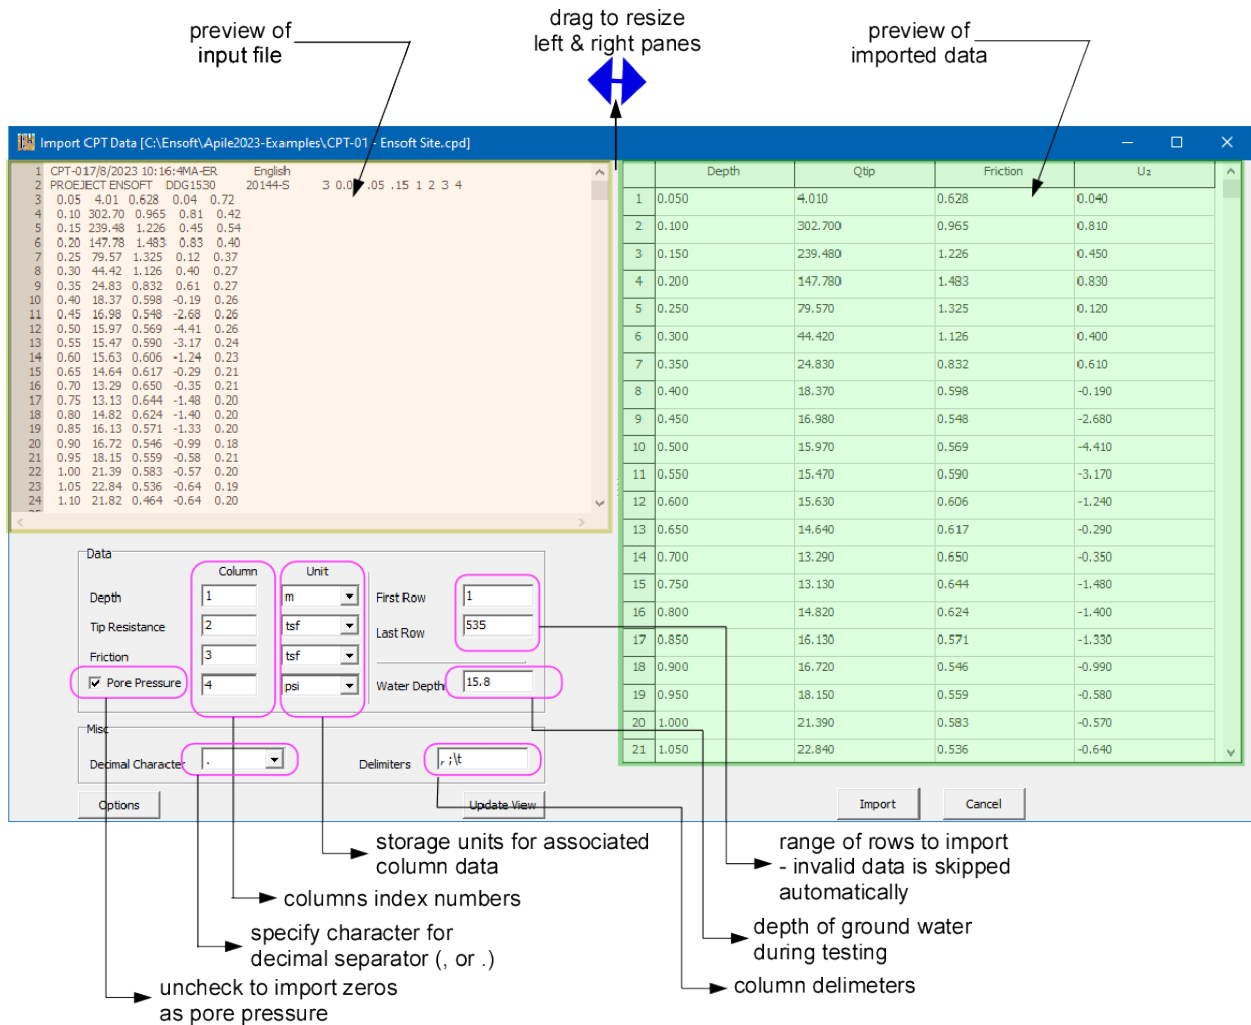 preview of
input file
drag to resize
left & right panes
preview of
imported data
Import CPT Data [C:\Ensoft\Apile2023-Examples\CPT-01 - Ensoft Site.cpd]
1 CPT-017/8/2023 10:16:4MA-ER English
2 PROEJECT ENSOFT DDG1530 20144-S 3 0.0 .05 .15 1 2 3 4
3 0.05 4.01 0.628 0.04 0.72
4 0.10 302.70 0.965 0.81 0.42
5 0.15 239.48 1.226 0.45 0.54
6 0.20 147.78 1.483 0.83 0.40
7 0.25 79.57 1.325 0.12 0.37
8 0.30 44.42 1.126 0.40 0.27
9 0.35 24.83 0.832 0.61 0.27
10 0.40 18.37 0.598 -0.19 0.26
11 0.45 16.98 0.548 -2.68 0.26
12 0.50 15.97 0.569 -4.41 0.26
13 0.55 15.47 0.590 -3.17 0.24
14 0.60 15.63 0.606 -1.24 0.23
15 0.65 14.64 0.617 -0.29 0.21
16 0.70 13.29 0.650 -0.35 0.21
17 0.75 13.13 0.644 -1.48 0.20
18 0.80 14.82 0.624 -1.40 0.20
19 0.85 16.13 0.571 -1.33 0.20
20 0.90 16.72 0.546 -0.99 0.18
21 0.95 18.15 0.559 -0.58 0.21
22 1.00 21.39 0.583 -0.57 0.20
23 1.05 22.84 0.536 -0.64 0.19
24 1.10 21.82 0.464 -0.64 0.20
Depth Qtip Friction U₂
1 0.050 4.010 0.628 0.040
2 0.100 302.700 0.965 0.810
3 0.150 239.480 1.226 0.450
4 0.200 147.780 1.483 0.830
5 0.250 79.570 1.325 0.120
6 0.300 44.420 1.126 0.400
7 0.350 24.830 0.832 0.610
8 0.400 18.370 0.598 -0.190
9 0.450 16.980 0.548 -2.680
10 0.500 15.970 0.569 -4.410
11 0.550 15.470 0.590 -3.170
12 0.600 15.630 0.606 -1.240
13 0.650 14.640 0.617 -0.290
14 0.700 13.290 0.650 -0.350
15 0.750 13.130 0.644 -1.480
16 0.800 14.820 0.624 -1.400
17 0.850 16.130 0.571 -1.330
18 0.900 16.720 0.546 -0.990
19 0.950 18.150 0.559 -0.580
20 1.000 21.390 0.583 -0.570
21 1.050 22.840 0.536 -0.640
Data
Column Unit
Depth 1 m First Row 1
Tip Resistance 2 tsf Last Row 535
Friction 3 tsf
Pore Pressure 4 psi Water Depth 15.8
Misc
Decimal Character . Delimiters , ;\t
Options Update View Import Cancel
storage units for associated
column data
columns index numbers
specify character for
decimal separator (, or .)
uncheck to import zeros
as pore pressure
range of rows to import
- invalid data is skipped
automatically
depth of ground water
during testing
column delimeters